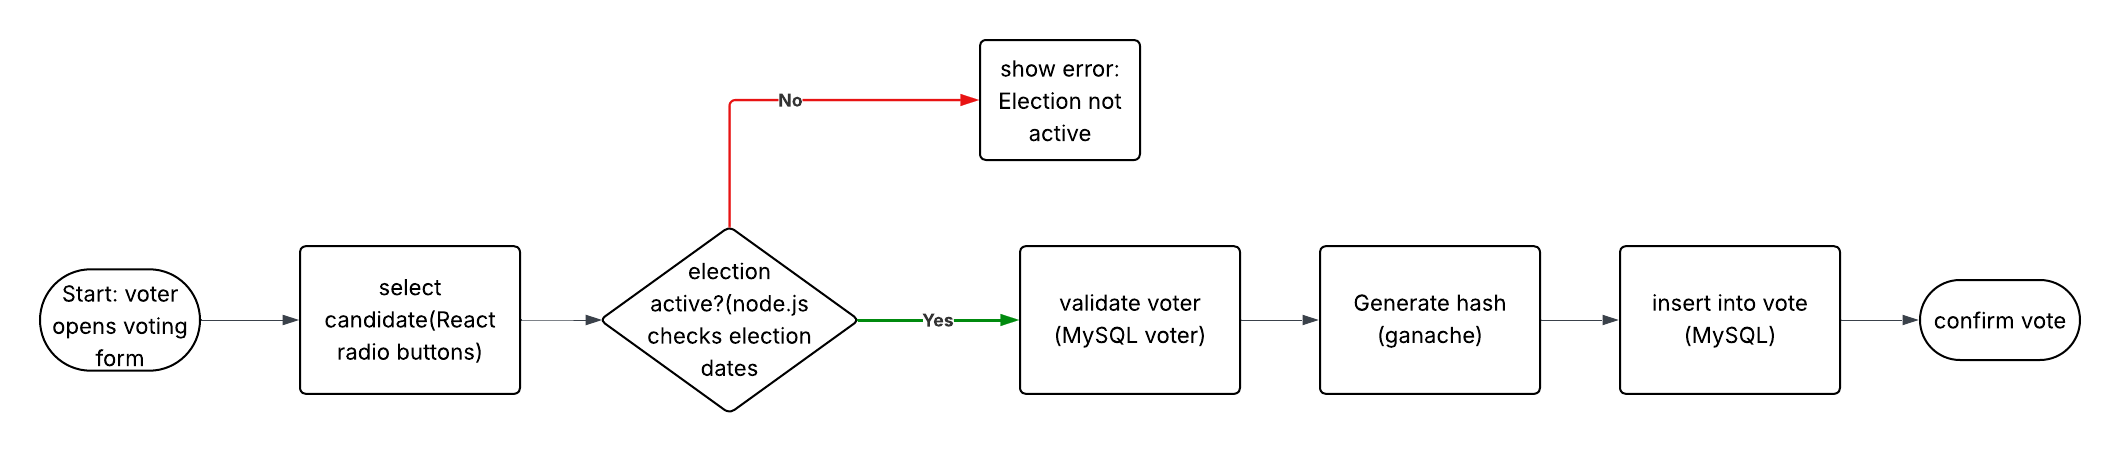 Start: voter
opens voting
form
select
candidate(React
radio buttons)
election
active?(node.js
checks election
dates
No
show error:
Election not
active
Yes
validate voter
(MySQL voter)
Generate hash
(ganache)
insert into vote
(MySQL)
confirm vote